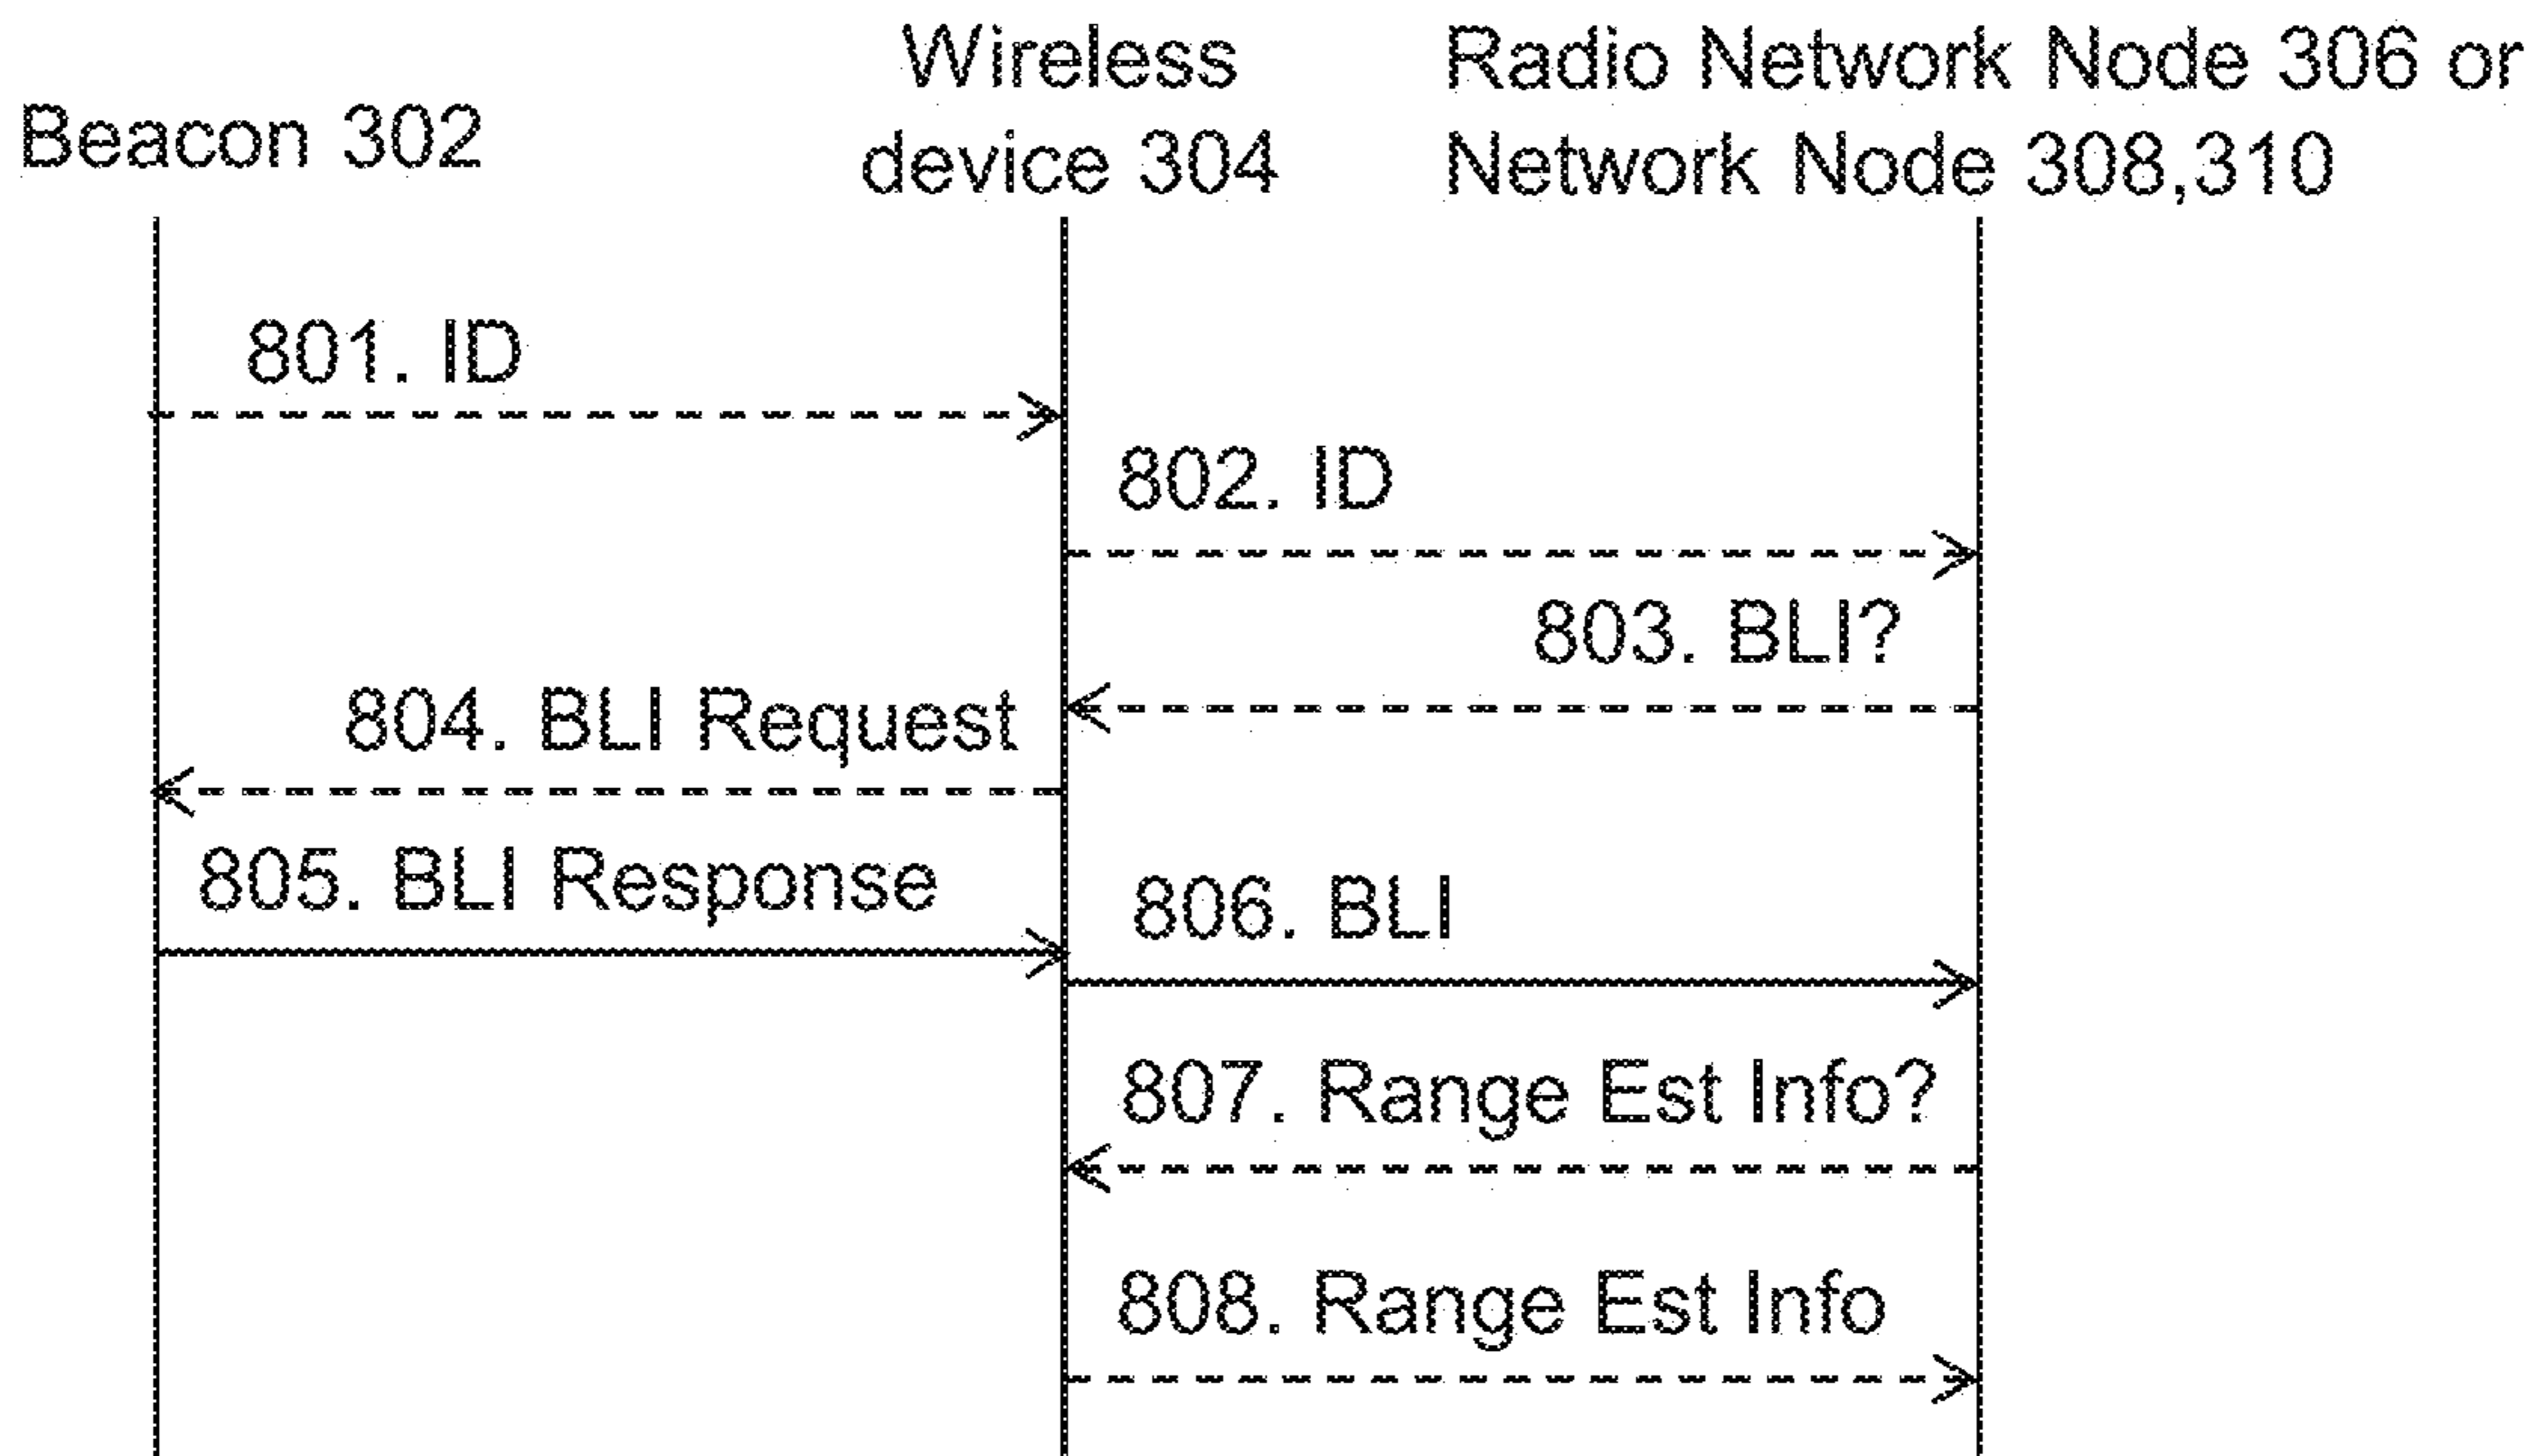 Beacon 302
Wireless
device 304
Radio Network Node 306 or
Network Node 308,310
801. ID
802. ID
803. BLI?
804. BLI Request
805. BLI Response
806. BLI
807. Range Est Info?
808. Range Est Info